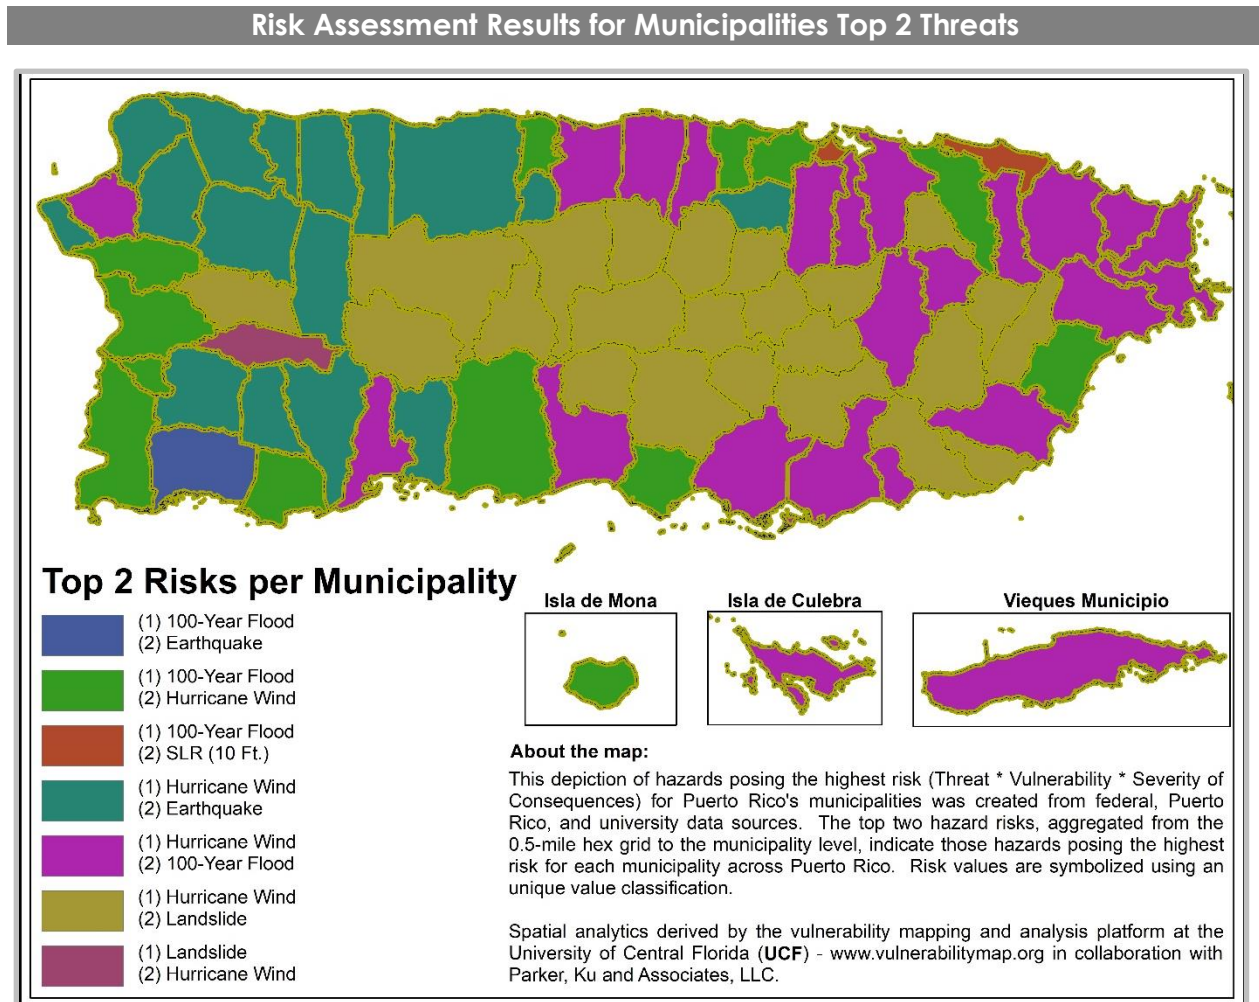 Risk Assessment Results for Municipalities Top 2 Threats
Top 2 Risks per Municipality
(1) 100-Year Flood
(2) Earthquake
(1) 100-Year Flood
(2) Hurricane Wind
(1) 100-Year Flood
(2) SLR (10 Ft.)
(1) Hurricane Wind
(2) Earthquake
(1) Hurricane Wind
(2) 100-Year Flood
(1) Hurricane Wind
(2) Landslide
(1) Landslide
(2) Hurricane Wind
Isla de Mona
Isla de Culebra
Vieques Municipio
About the map:
This depiction of hazards posing the highest risk (Threat * Vulnerability * Severity of
Consequences) for Puerto Rico's municipalities was created from federal, Puerto
Rico, and university data sources. The top two hazard risks, aggregated from the
0.5-mile hex grid to the municipality level, indicate those hazards posing the highest
risk for each municipality across Puerto Rico. Risk values are symbolized using an
unique value classification.
Spatial analytics derived by the vulnerability mapping and analysis platform at the
University of Central Florida (UCF) - www.vulnerabilitymap.org in collaboration with
Parker, Ku and Associates, LLC.